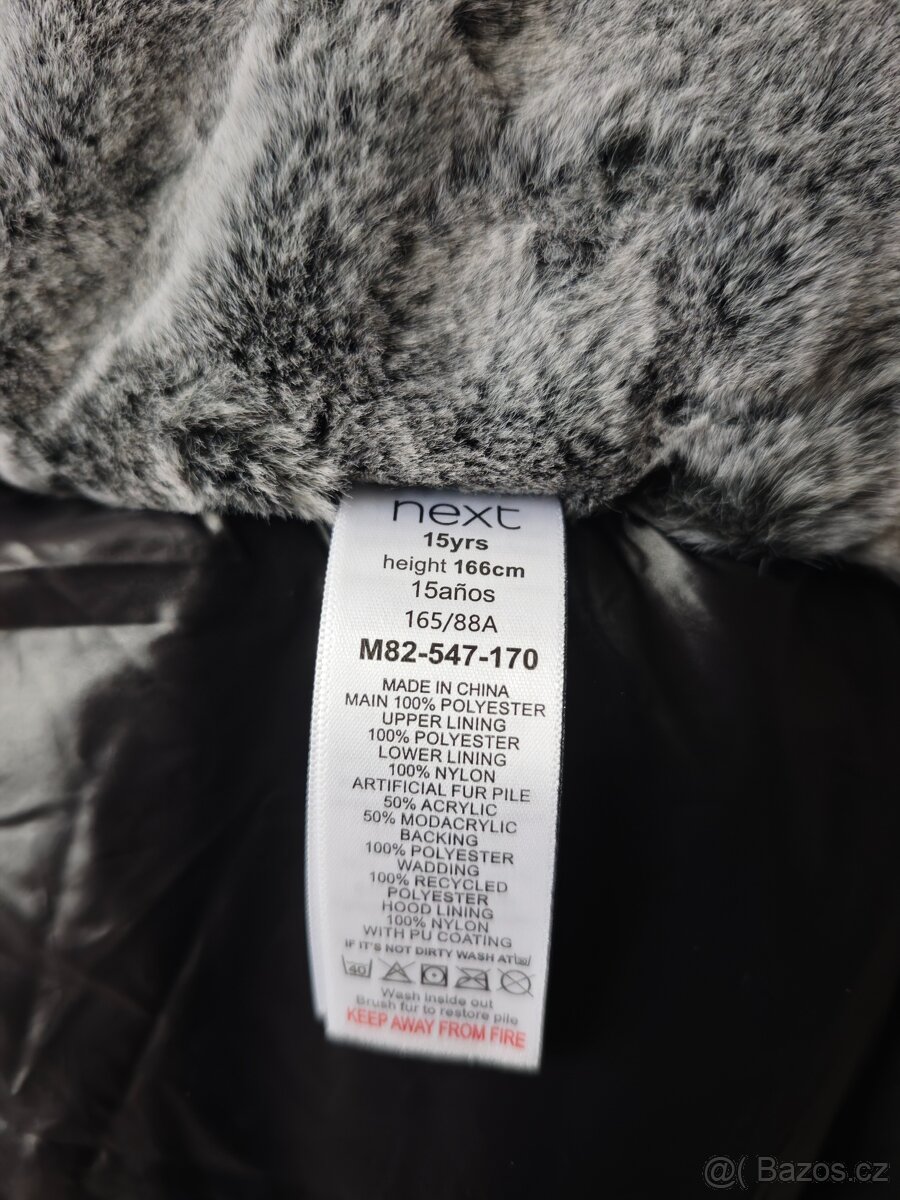 next
15yrs
height 166cm
15años
165/88A
M82-547-170
MADE IN CHINA
MAIN 100% POLYESTER
UPPER LINING
100% POLYESTER
LOWER LINING
100% NYLON
ARTIFICIAL FUR PILE
50% ACRYLIC
50% MODACRYLIC
BACKING
100% POLYESTER
WADDING
100% RECYCLED
POLYESTER
HOOD LINING
100% NYLON
WITH PU COATING
IF IT'S NOT DIRTY WASH AT
40
Wash inside out
Brush fur to restore pile
KEEP AWAY FROM FIRE
@( Bazos.cz